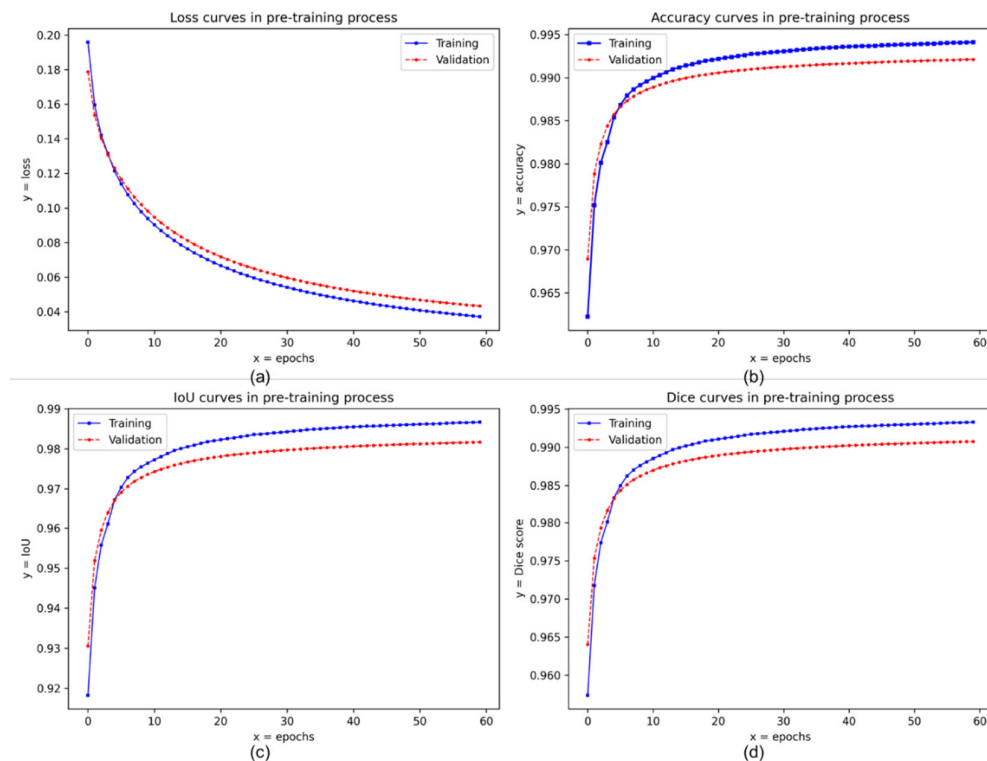 Loss curves in pre-training process
0.20
0.18
0.16
0.14
0.12
0.10
0.08
0.06
0.04
y = loss
Training
Validation
0 10 20 30 40 50 60
x = epochs
(a)
Accuracy curves in pre-training process
0.995
0.990
0.985
0.980
0.975
0.970
0.965
y = accuracy
Training
Validation
0 10 20 30 40 50 60
x = epochs
(b)
IoU curves in pre-training process
0.99
0.98
0.97
0.96
0.95
0.94
0.93
0.92
y = IoU
Training
Validation
0 10 20 30 40 50 60
x = epochs
(c)
Dice curves in pre-training process
0.995
0.990
0.985
0.980
0.975
0.970
0.965
0.960
y = Dice score
Training
Validation
0 10 20 30 40 50 60
x = epochs
(d)